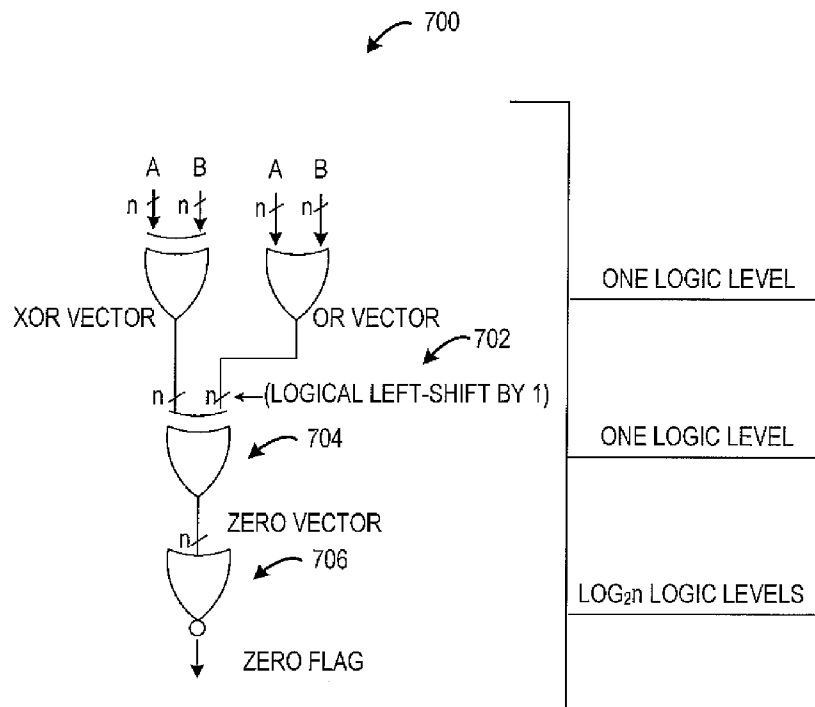 700
A B A B
n n n n
ONE LOGIC LEVEL
XOR VECTOR OR VECTOR
702
n n (LOGICAL LEFT-SHIFT BY 1)
704
ONE LOGIC LEVEL
ZERO VECTOR
n
706
LOG₂n LOGIC LEVELS
ZERO FLAG